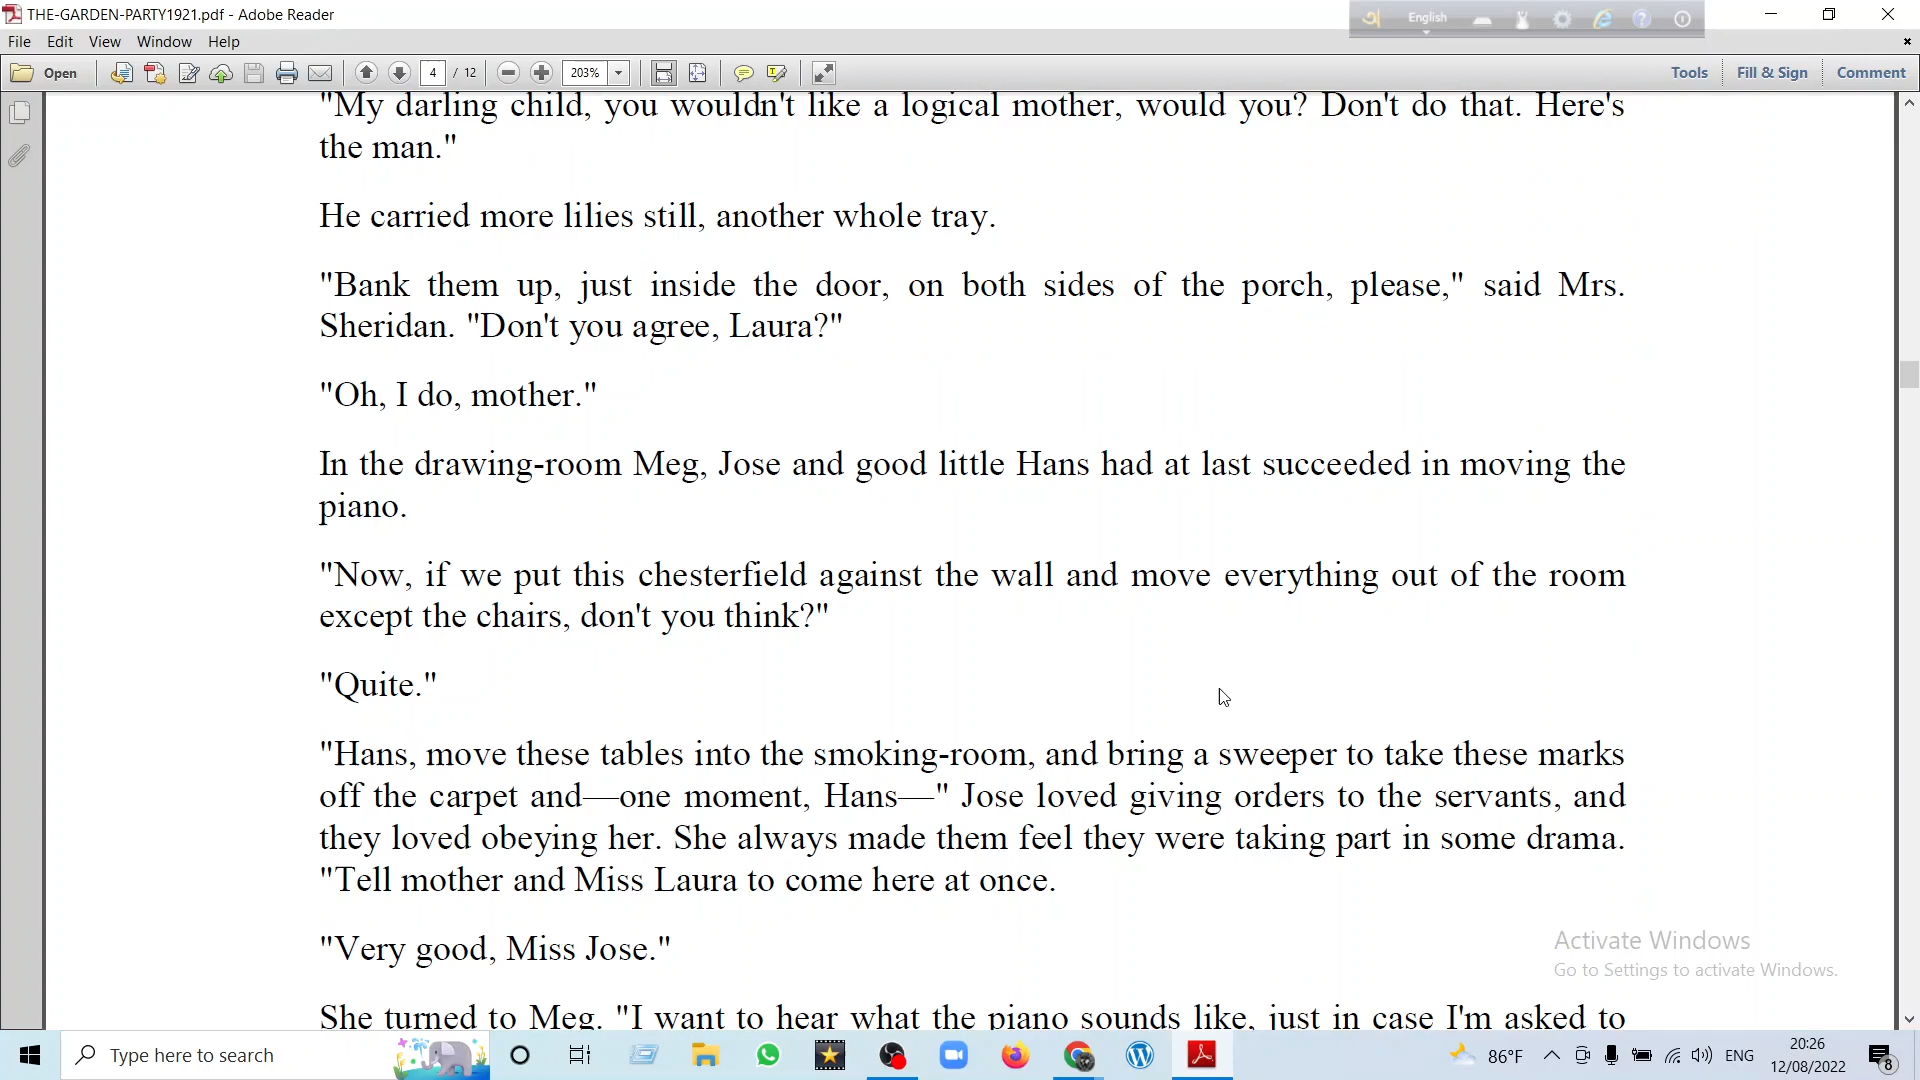 THE-GARDEN-PARTY1921.pdf - Adobe Reader
English
File Edit View Window Help
Open 4 / 12 203% Tools Fill & Sign Comment
"My darling child, you wouldn't like a logical mother, would you? Don't do that. Here's
the man."
He carried more lilies still, another whole tray.
"Bank them up, just inside the door, on both sides of the porch, please," said Mrs.
Sheridan. "Don't you agree, Laura?"
"Oh, I do, mother."
In the drawing-room Meg, Jose and good little Hans had at last succeeded in moving the
piano.
"Now, if we put this chesterfield against the wall and move everything out of the room
except the chairs, don't you think?"
"Quite."
"Hans, move these tables into the smoking-room, and bring a sweeper to take these marks
off the carpet and—one moment, Hans—" Jose loved giving orders to the servants, and
they loved obeying her. She always made them feel they were taking part in some drama.
"Tell mother and Miss Laura to come here at once.
"Very good, Miss Jose."
She turned to Meg. "I want to hear what the piano sounds like, just in case I'm asked to
Activate Windows
Go to Settings to activate Windows.
Type here to search
86°F
ENG
20:26
12/08/2022
8